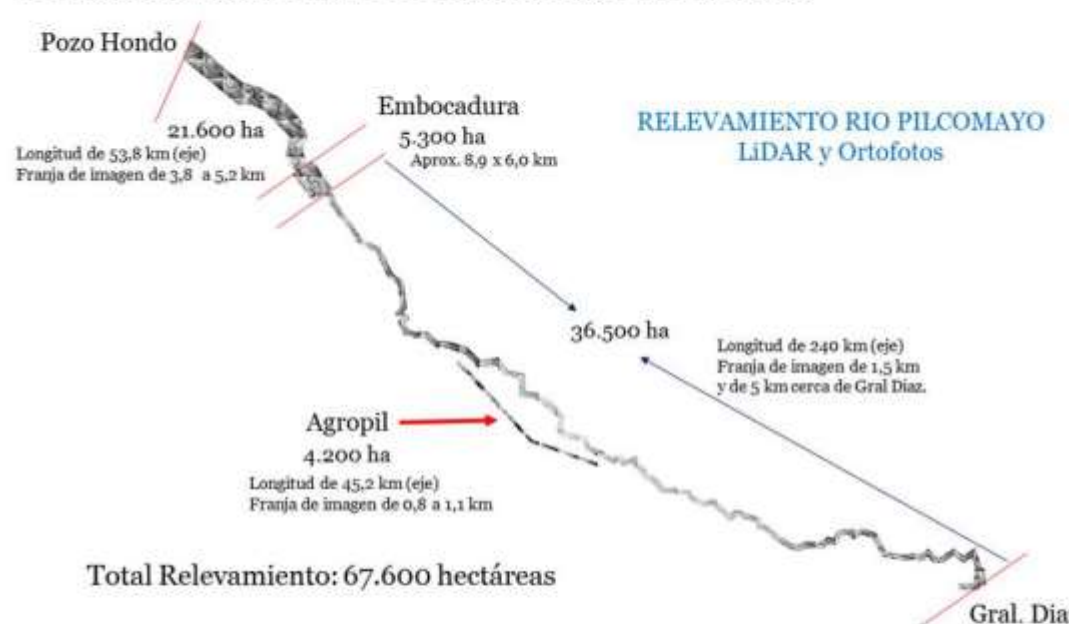 Pozo Hondo
21.600 ha
Longitud de 53,8 km (eje)
Franja de imagen de 3,8 a 5,2 km
Embocadura
5.300 ha
Aprox. 8,9 x 6,0 km
RELEVAMIENTO RIO PILCOMAYO
LiDAR y Ortofotos
36.500 ha
Longitud de 240 km (eje)
Franja de imagen de 1,5 km
y de 5 km cerca de Gral Diaz.
Agropil
4.200 ha
Longitud de 45,2 km (eje)
Franja de imagen de 0,8 a 1,1 km
Total Relevamiento: 67.600 hectáreas
Gral. Dia